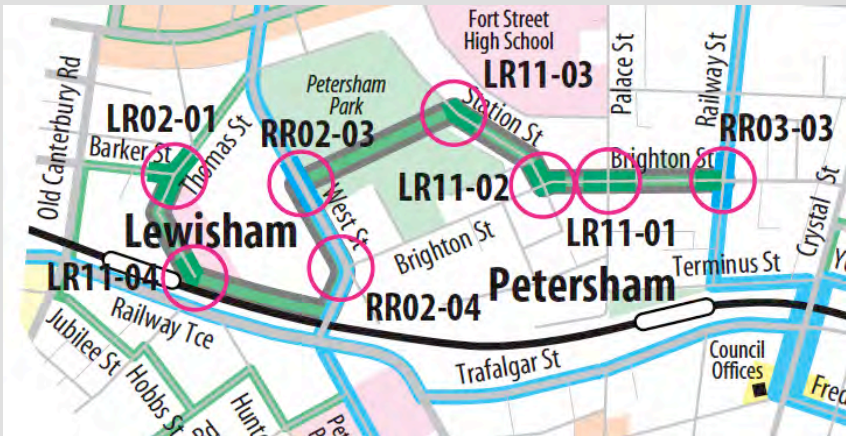 Fort Street
High School
Old Canterbury Rd
LR02-01
Barker St
Thomas St
Petersham
Park
RR02-03
LR11-03
Station St
Palace St
Railway St
RR03-03
Brighton St
LR11-02
LR11-01
West St
Lewisham
Brighton St
Crystal St
LR11-04
RR02-04
Petersham
Terminus St
Railway Tce
Jubilee St
Hobbs St
Trafalgar St
Council
Offices
Rd